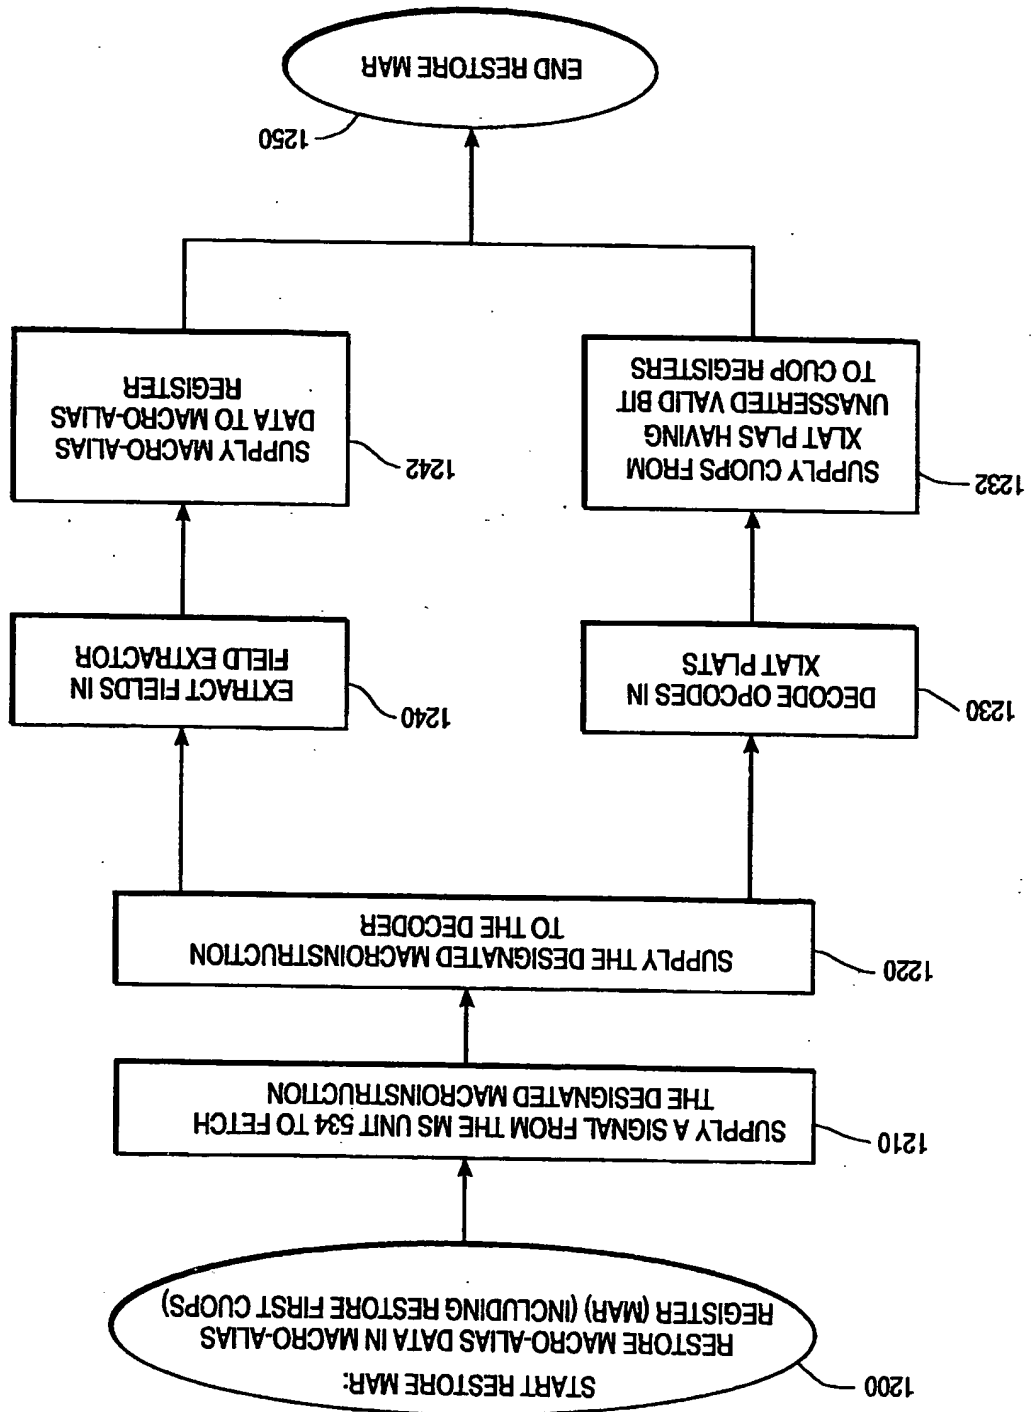 1200
START RESTORE MAR:
RESTORE MACRO-ALIAS DATA IN MACRO-ALIAS
REGISTER (MAR) (INCLUDING RESTORE FIRST CUOPS)
1210
SUPPLY A SIGNAL FROM THE MS UNIT 534 TO FETCH
THE DESIGNATED MACROINSTRUCTION
1220
SUPPLY THE DESIGNATED MACROINSTRUCTION
TO THE DECODER
1230
DECODE OPCODES IN
XLAT PLATS
1240
EXTRACT FIELDS IN
FIELD EXTRACTOR
1232
SUPPLY CUOPS FROM
XLAT PLAS HAVING
UNASSERTED VALID BIT
TO CUOP REGISTERS
1242
SUPPLY MACRO-ALIAS
DATA TO MACRO-ALIAS
REGISTER
1250
END RESTORE MAR